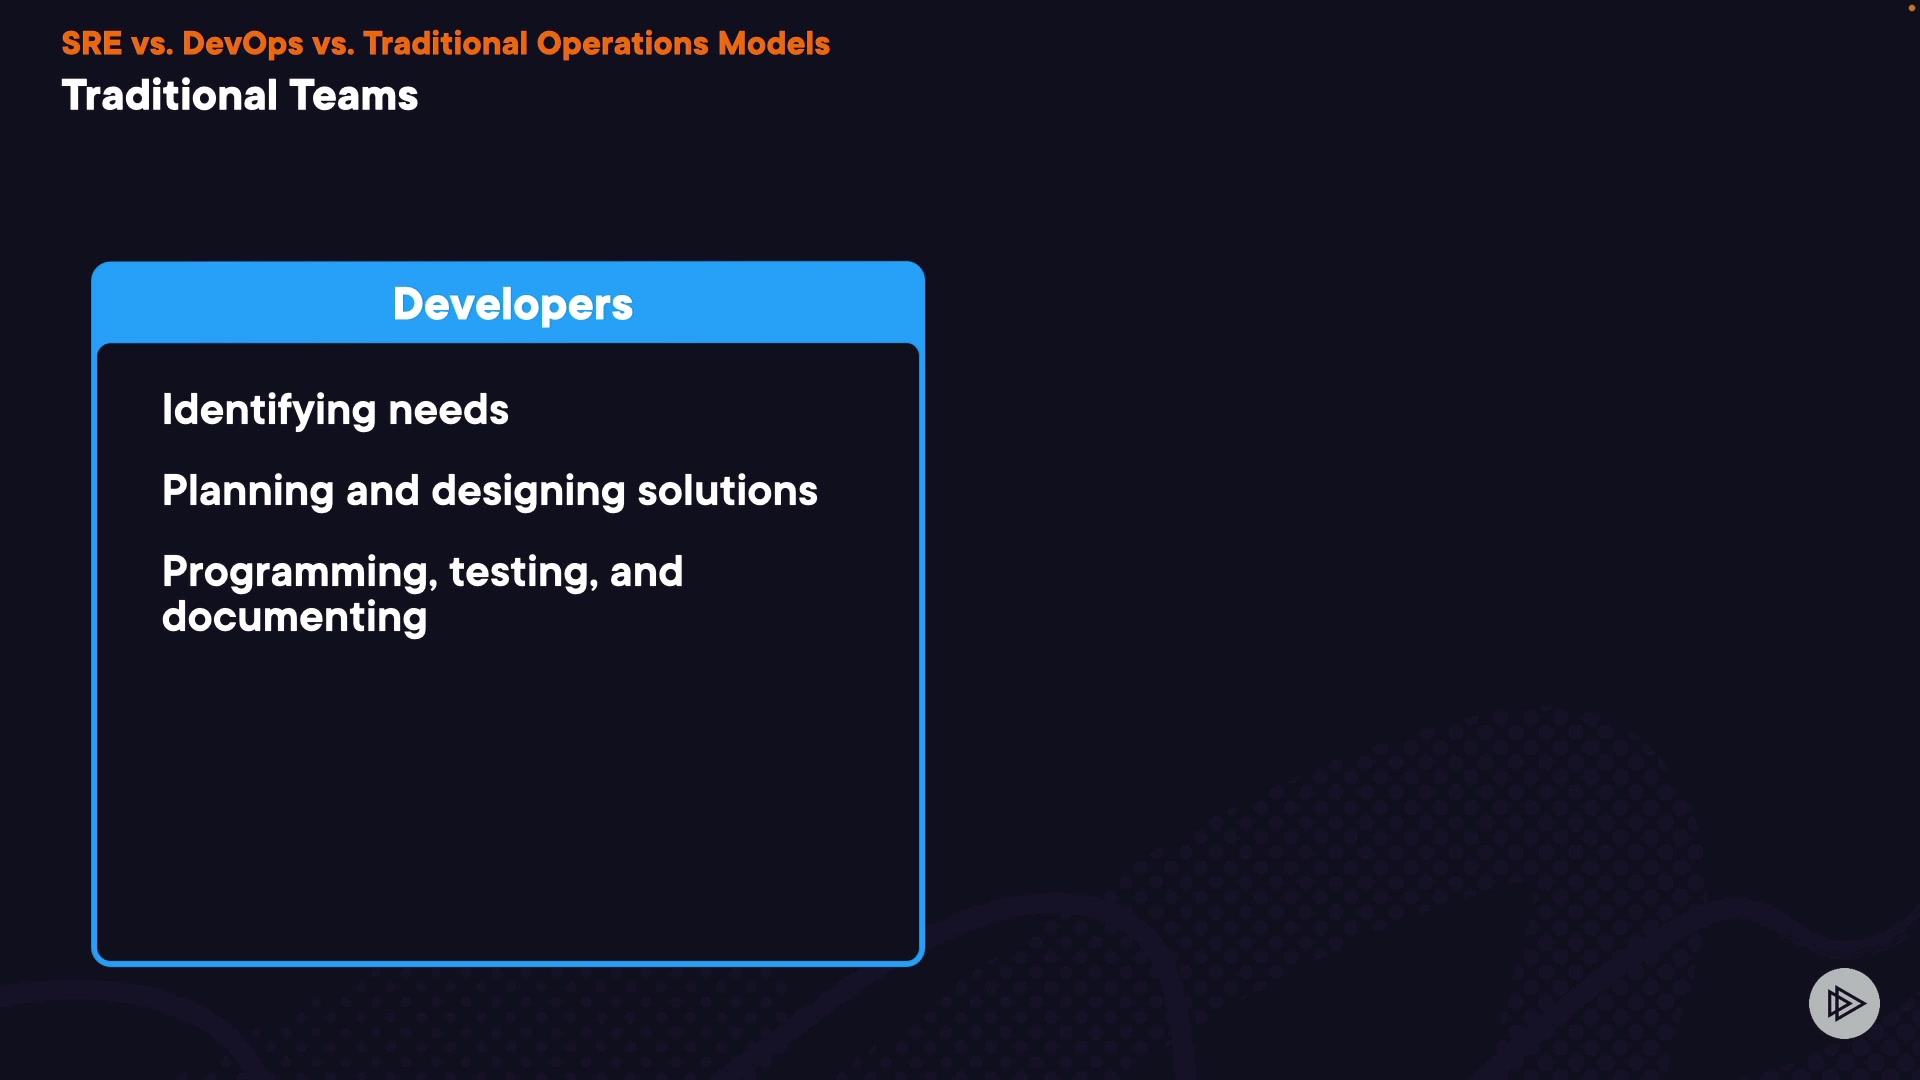 SRE vs. DevOps vs. Traditional Operations Models
Traditional Teams
Developers
Identifying needs
Planning and designing solutions
Programming, testing, and
documenting